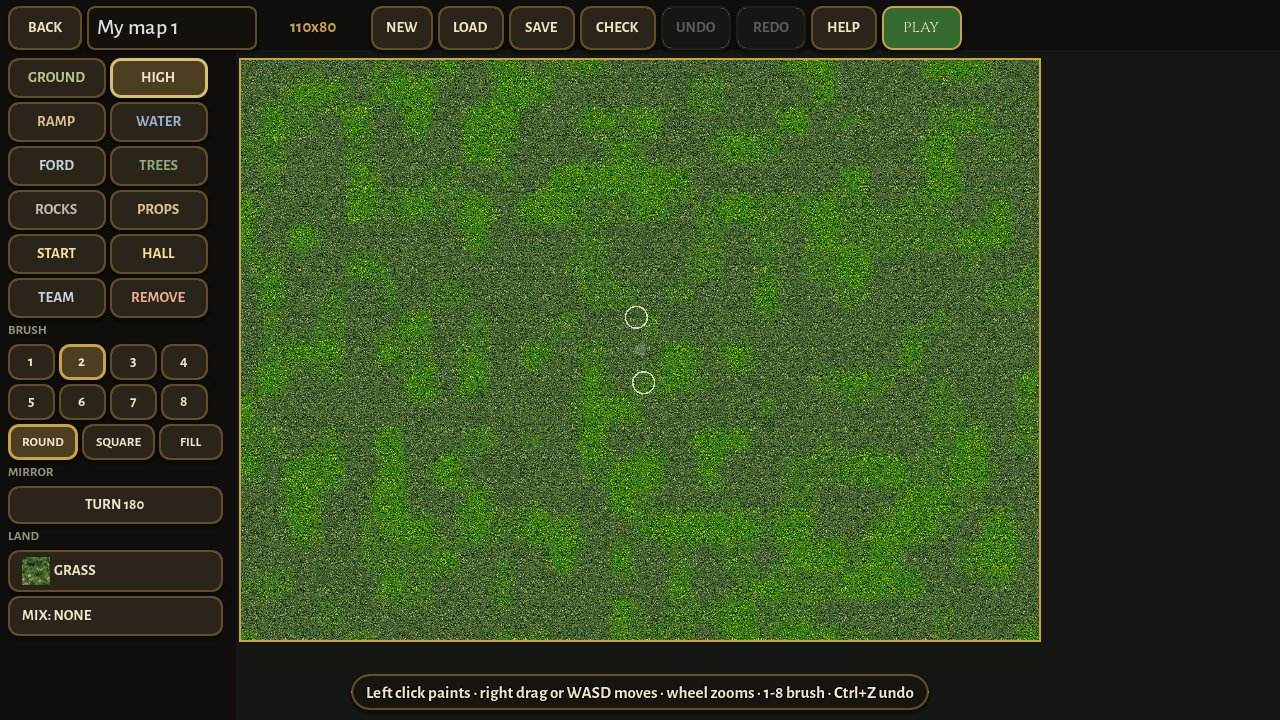 BACK
My map 1
110x80
NEW
LOAD
SAVE
CHECK
UNDO
REDO
HELP
PLAY
GROUND
HIGH
RAMP
WATER
FORD
TREES
ROCKS
PROPS
START
HALL
TEAM
REMOVE
BRUSH
1
2
3
4
5
6
7
8
ROUND
SQUARE
FILL
MIRROR
TURN 180
LAND
GRASS
MIX: NONE
Left click paints · right drag or WASD moves · wheel zooms · 1-8 brush · Ctrl+Z undo